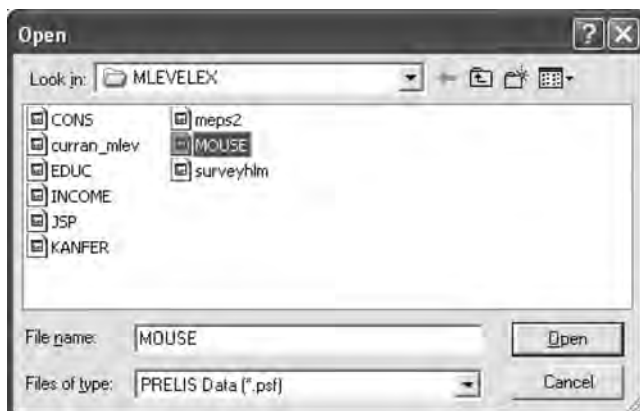 Open
Look in: MLEVELEX
CONS
curran_mlev
EDUC
INCOME
JSP
KANFER
meps2
MOUSE
surveyhlm
File name: MOUSE
Open
Files of type: PRELIS Data (*.psf)
Cancel